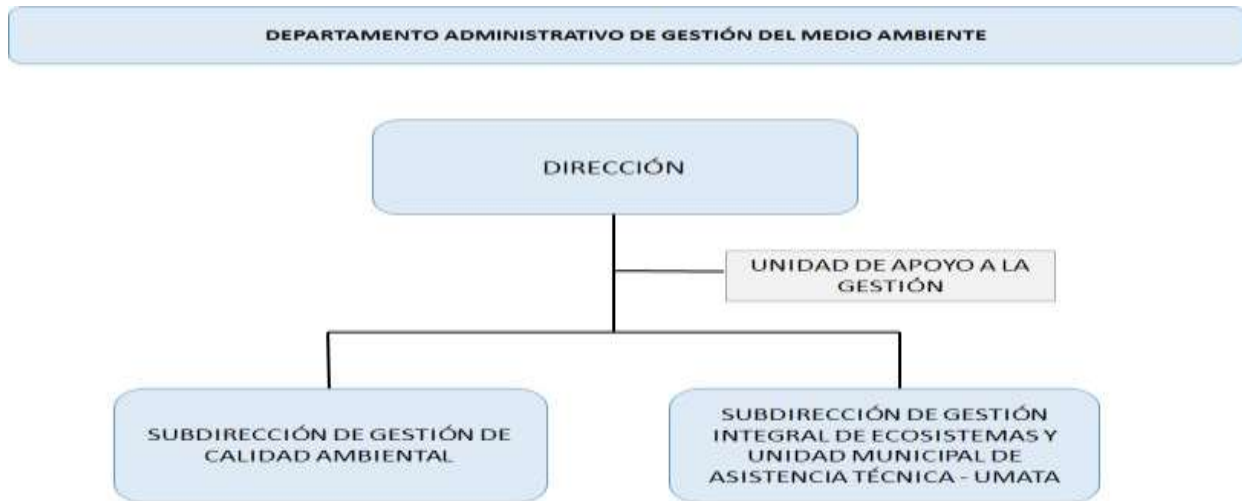 DEPARTAMENTO ADMINISTRATIVO DE GESTIÓN DEL MEDIO AMBIENTE
DIRECCIÓN
UNIDAD DE APOYO A LA
GESTIÓN
SUBDIRECCIÓN DE GESTIÓN DE
CALIDAD AMBIENTAL
SUBDIRECCIÓN DE GESTIÓN
INTEGRAL DE ECOSISTEMAS Y
UNIDAD MUNICIPAL DE
ASISTENCIA TÉCNICA - UMATA